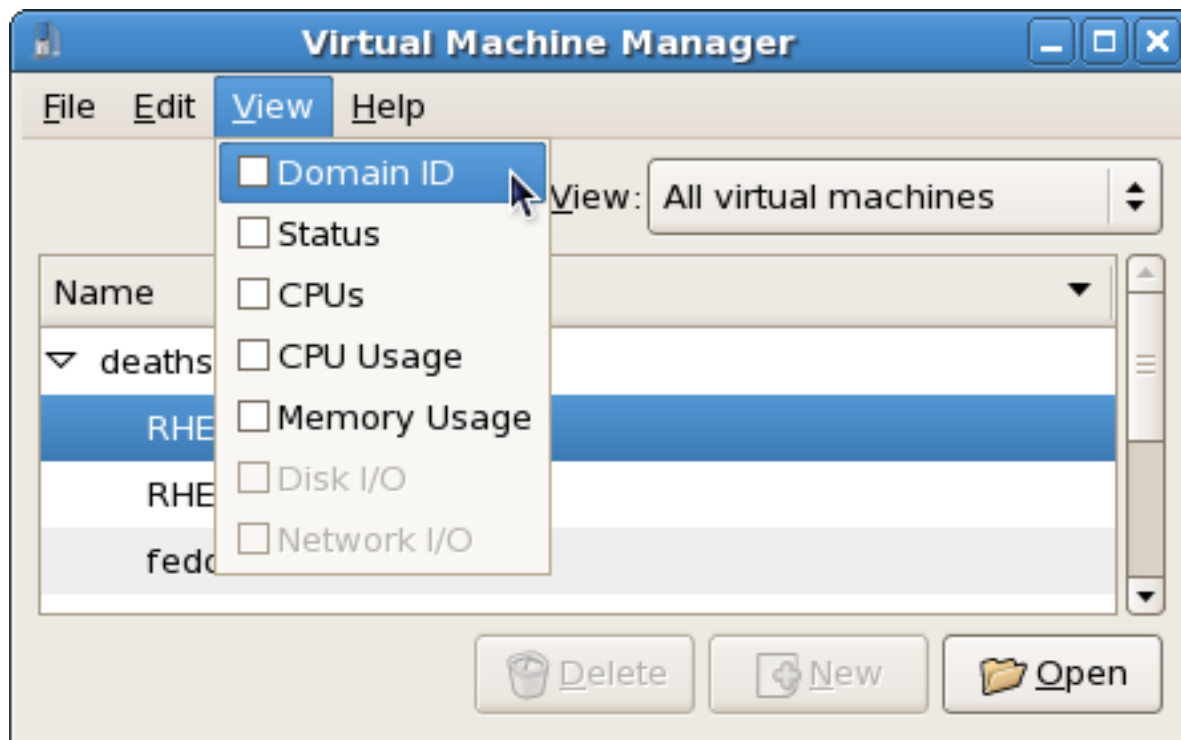 Virtual Machine Manager
File Edit View Help
Domain ID
View: All virtual machines
Status
Name
CPUs
CPU Usage
Memory Usage
Disk I/O
Network I/O
Delete New Open